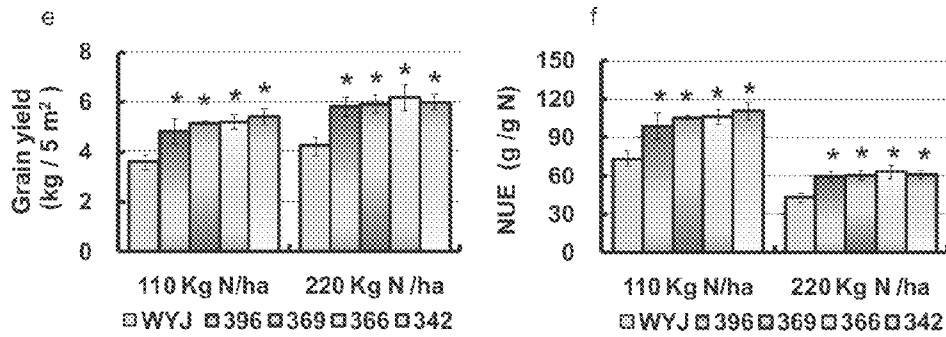 e
Grain yield
(kg / 5 m²)
8
6
4
2
0
* * * *
* * * *
110 Kg N/ha
220 Kg N /ha
WYJ 396 369 366 342
f
NUE (g /g N)
150
120
90
60
30
0
* * * *
* * * *
110 Kg N/ha
220 Kg N/ha
WYJ 396 369 366 342